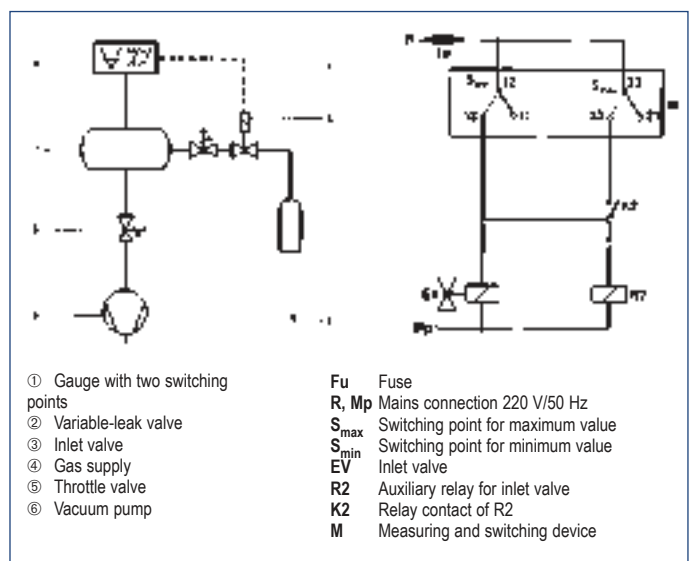 R
Fu
12
① Gauge with two switching
points
② Variable-leak valve
③ Inlet valve
④ Gas supply
⑤ Throttle valve
⑥ Vacuum pump
Fu Fuse
R, Mp Mains connection 220 V/50 Hz
Smax Switching point for maximum value
Smin Switching point for minimum value
EV Inlet valve
R2 Auxiliary relay for inlet valve
K2 Relay contact of R2
M Measuring and switching device